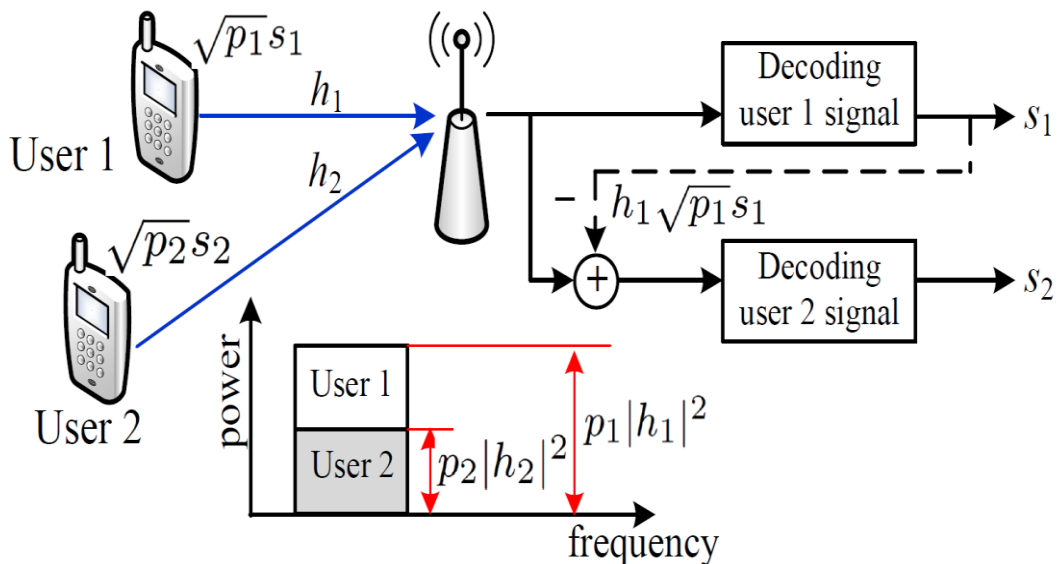 √p₁s₁
User 1
h₁
h₂
√p₂s₂
User 2
Decoding
user 1 signal
s₁
−
h₁√p₁s₁
+
Decoding
user 2 signal
s₂
power
User 1
User 2
p₂|h₂|²
p₁|h₁|²
frequency